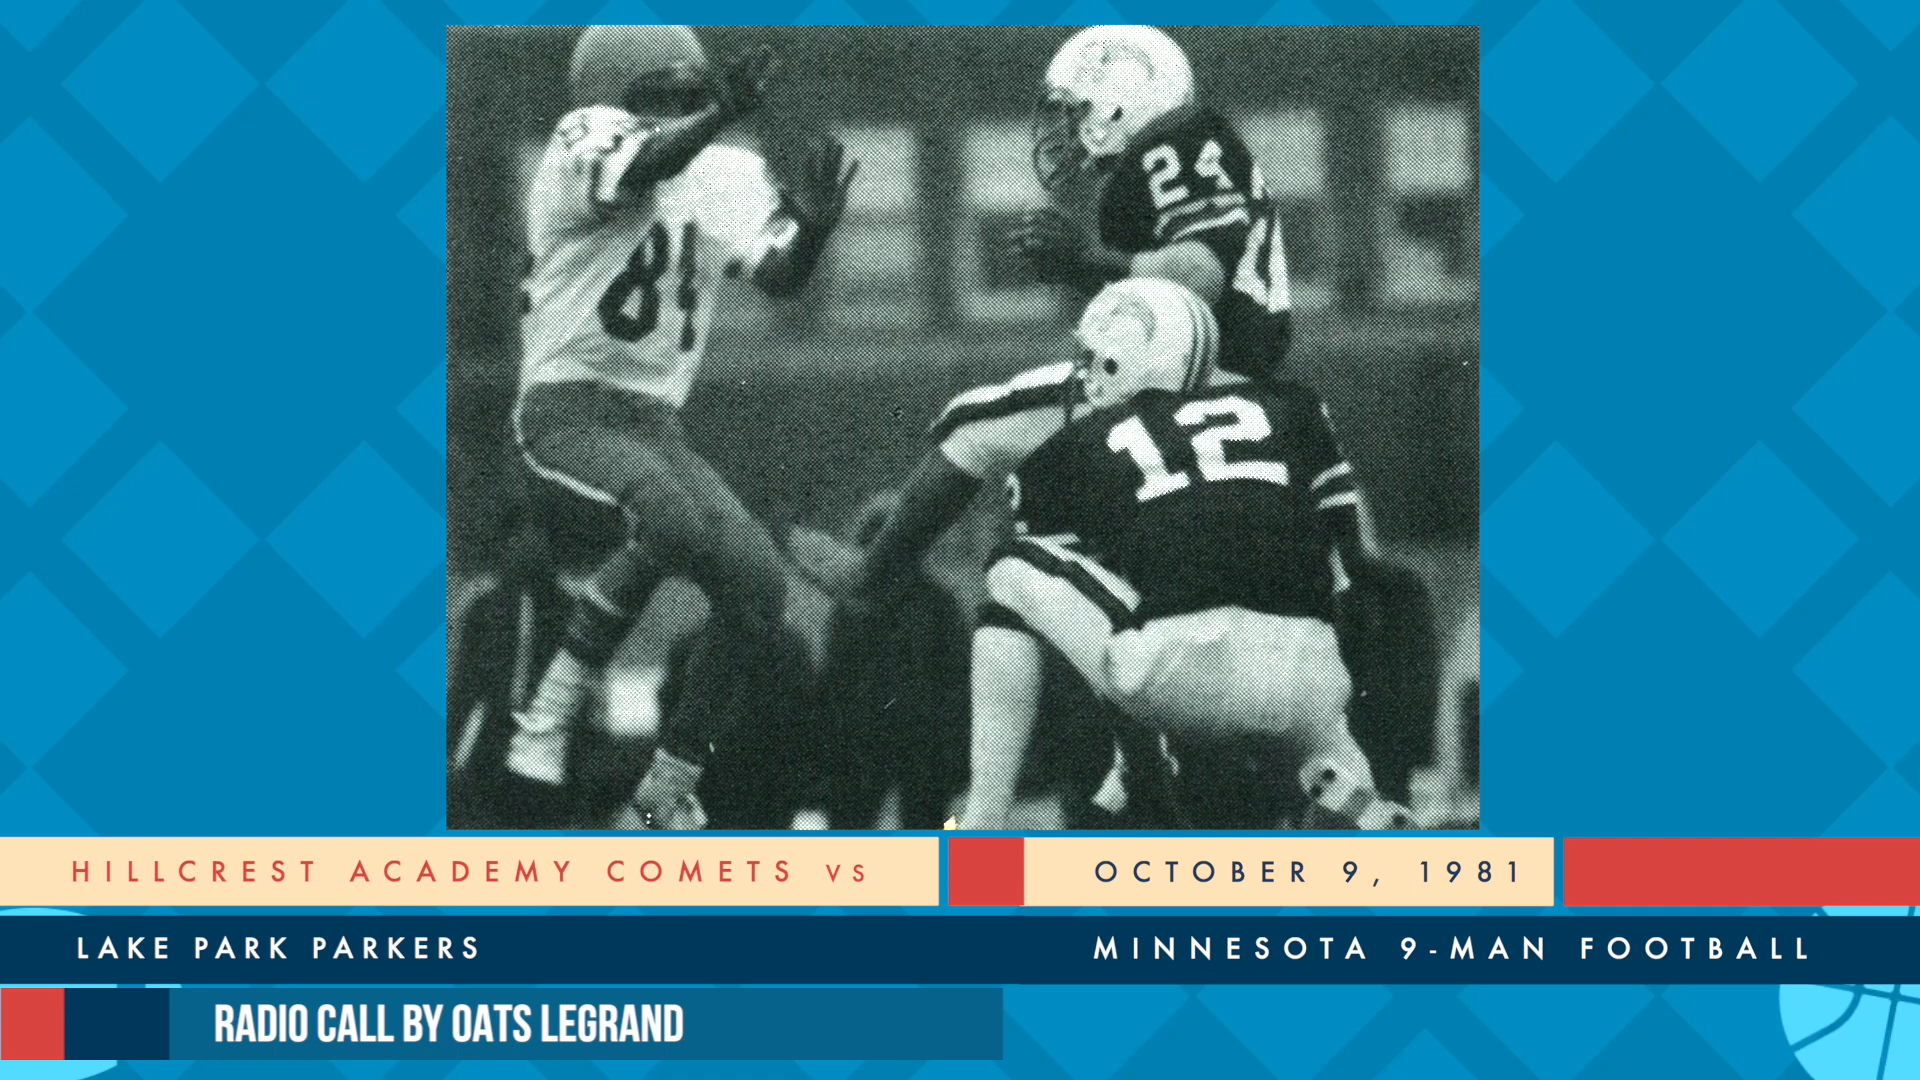 81
24
12
HILLCREST ACADEMY COMETS VS
OCTOBER 9, 1981
LAKE PARK PARKERS
MINNESOTA 9-MAN FOOTBALL
RADIO CALL BY OATS LEGRAND